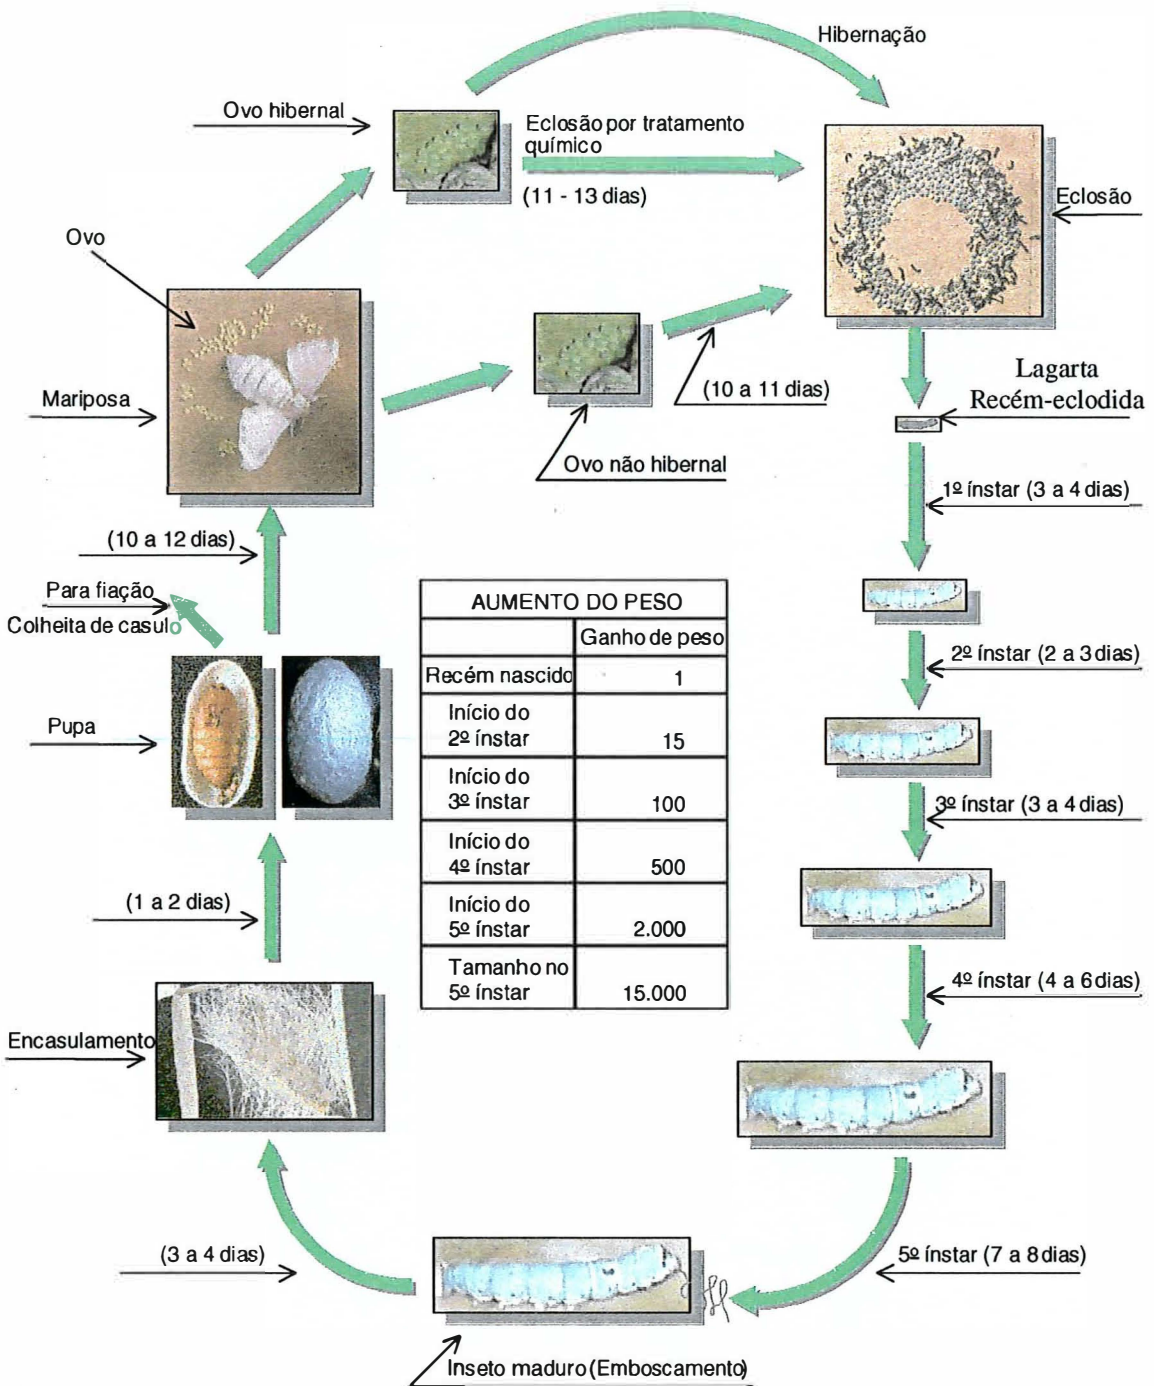 Hibernação
Ovo hibernal
Eclosão por tratamento
químico
(11 - 13 dias)
Eclosão
Ovo
Mariposa
(10 a 11 dias)
Ovo não hibernal
Lagarta
Recém-eclodida
1º ínstar (3 a 4 dias)
2º ínstar (2 a 3 dias)
3º ínstar (3 a 4 dias)
4º ínstar (4 a 6 dias)
5º ínstar (7 a 8 dias)
Inseto maduro (Emboscamento)
(3 a 4 dias)
Encasulamento
(1 a 2 dias)
Pupa
Para fiação
Colheita de casulo
(10 a 12 dias)
AUMENTO DO PESO
Ganho de peso
Recém nascido 1
Início do
2º ínstar 15
Início do
3º ínstar 100
Início do
4º ínstar 500
Início do
5º ínstar 2.000
Tamanho no
5º ínstar 15.000